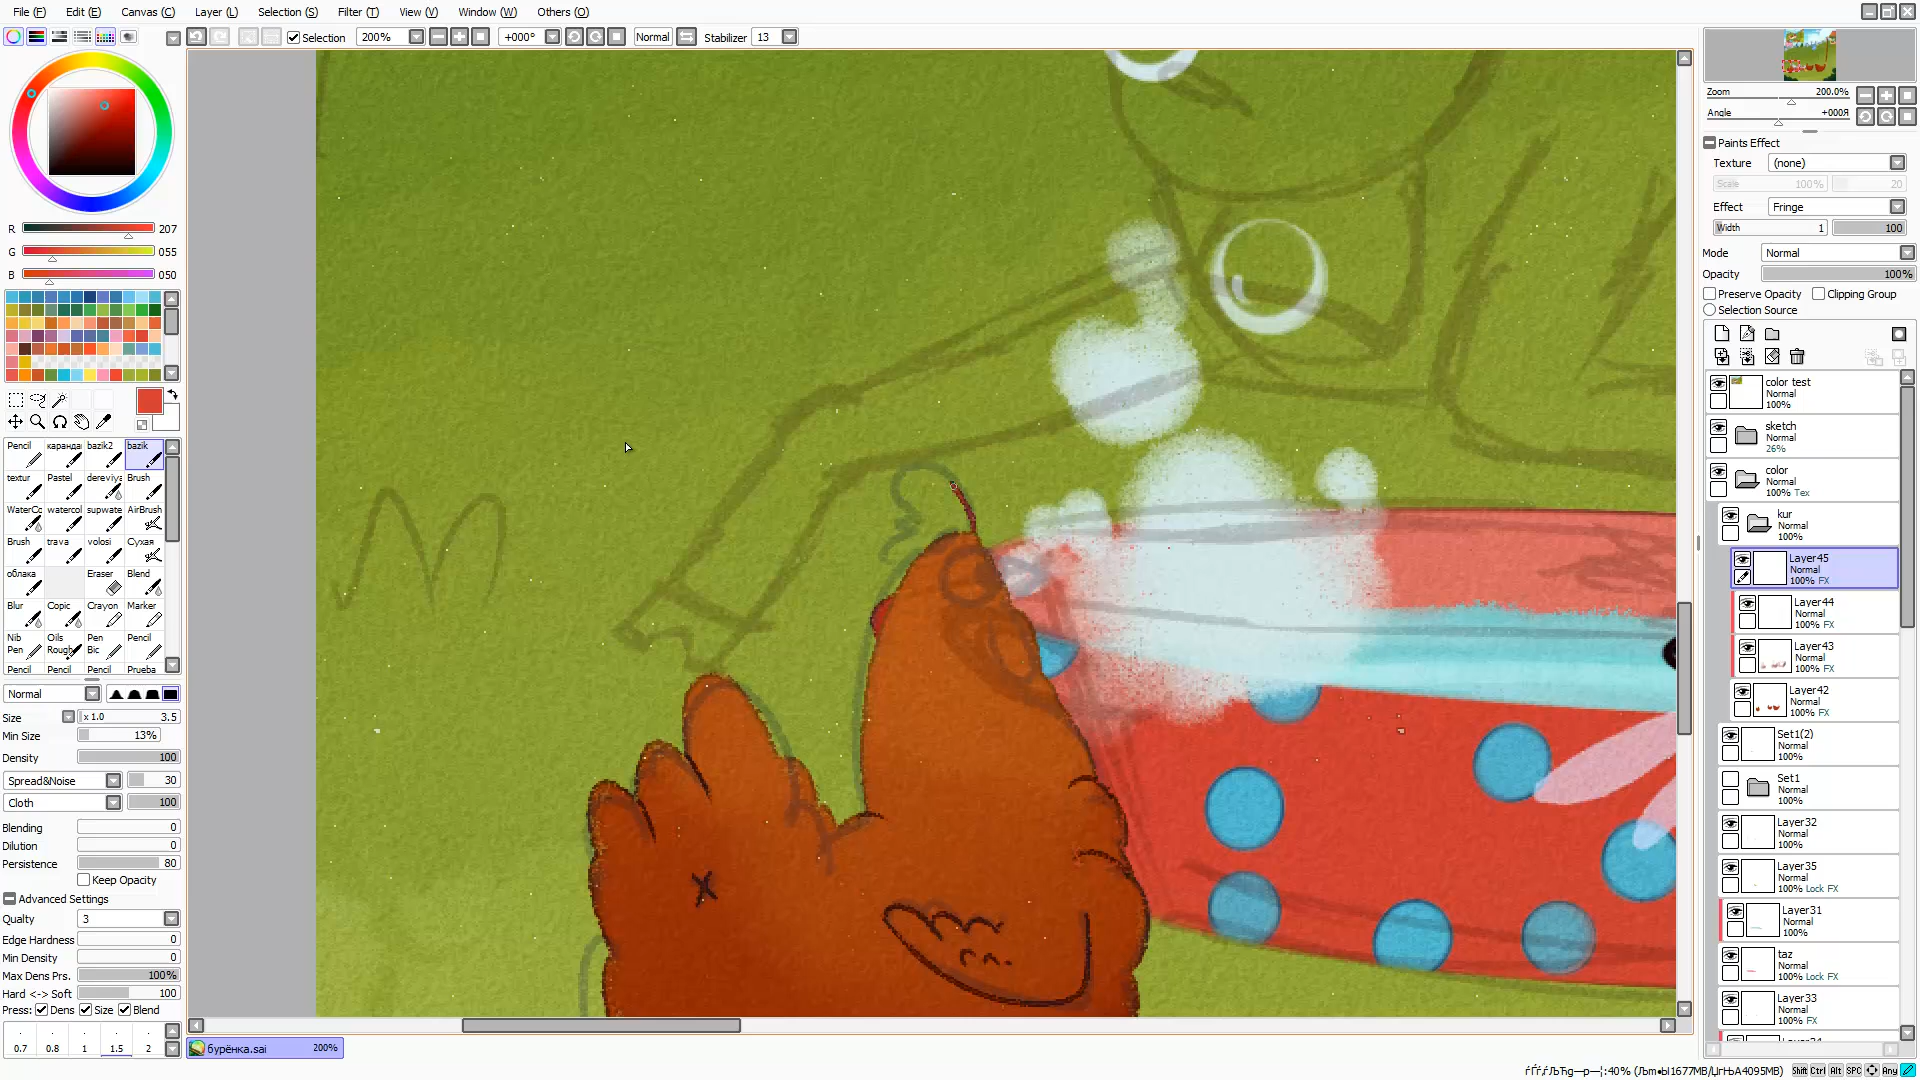 File (F) Edit (E) Canvas (C) Layer (L) Selection (S) Filter (T) View (V) Window (W) Others (O)
Selection 200% +000° Normal Stabilizer 13
Zoom 200.0%
Angle +000Я
Paints Effect
Texture (none)
Scale 100% 20
Effect Fringe
Width 1 100
Mode Normal
Opacity 100%
Preserve Opacity Clipping Group
Selection Source
R 207
G 055
B 050
Pencil каранда bazik2 bazik
textur Pastel dereviya Brush
WaterCo watercol supwate AirBrush
Brush trava volosi Сухая
облака Eraser Blend
Blur Copic Crayon Marker
Nib Pen Oils Rough Pen Bic Pencil
Pencil Pencil Pencil Prueba
Normal
Size x 1.0 3.5
Min Size 13%
Density 100
Spread&Noise 30
Cloth 100
Blending 0
Dilution 0
Persistence 80
Keep Opacity
Advanced Settings
Qualty 3
Edge Hardness 0
Min Density 0
Max Dens Prs. 100%
Hard <-> Soft 100
Press: Dens Size Blend
0.7 0.8 1 1.5 2
color test
Normal
100%
sketch
Normal
26%
color
Normal
100% Tex
kur
Normal
100%
Layer45
Normal
100% FX
Layer44
Normal
100% FX
Layer43
Normal
100% FX
Layer42
Normal
100% FX
Set1(2)
Normal
100%
Set1
Normal
100%
Layer32
Normal
100%
Layer35
Normal
100% Lock FX
Layer31
Normal
100%
taz
Normal
100% Lock FX
Layer33
Normal
100% FX
бурёнка.sai 200%
Shift Ctrl Alt SPC Any